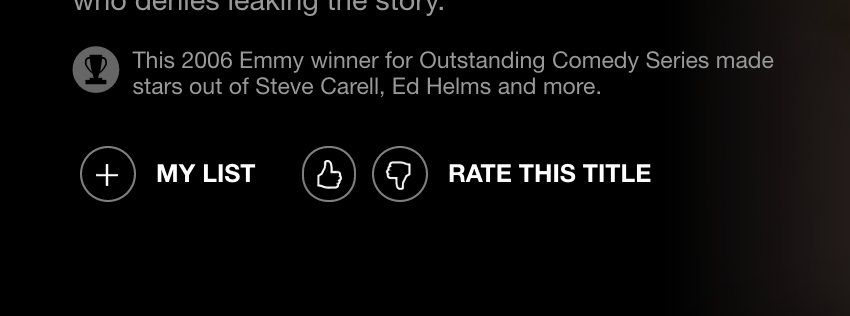 who denies leaking the story.
This 2006 Emmy winner for Outstanding Comedy Series made
stars out of Steve Carell, Ed Helms and more.
MY LIST RATE THIS TITLE